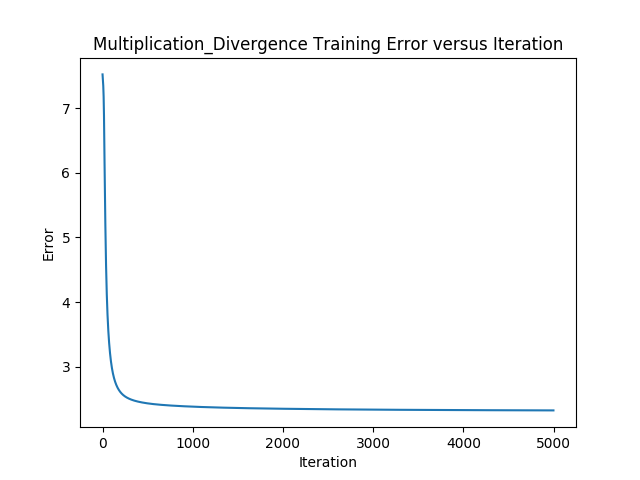 Multiplication_Divergence Training Error versus Iteration
7
6
5
4
3
Error
0 1000 2000 3000 4000 5000
Iteration